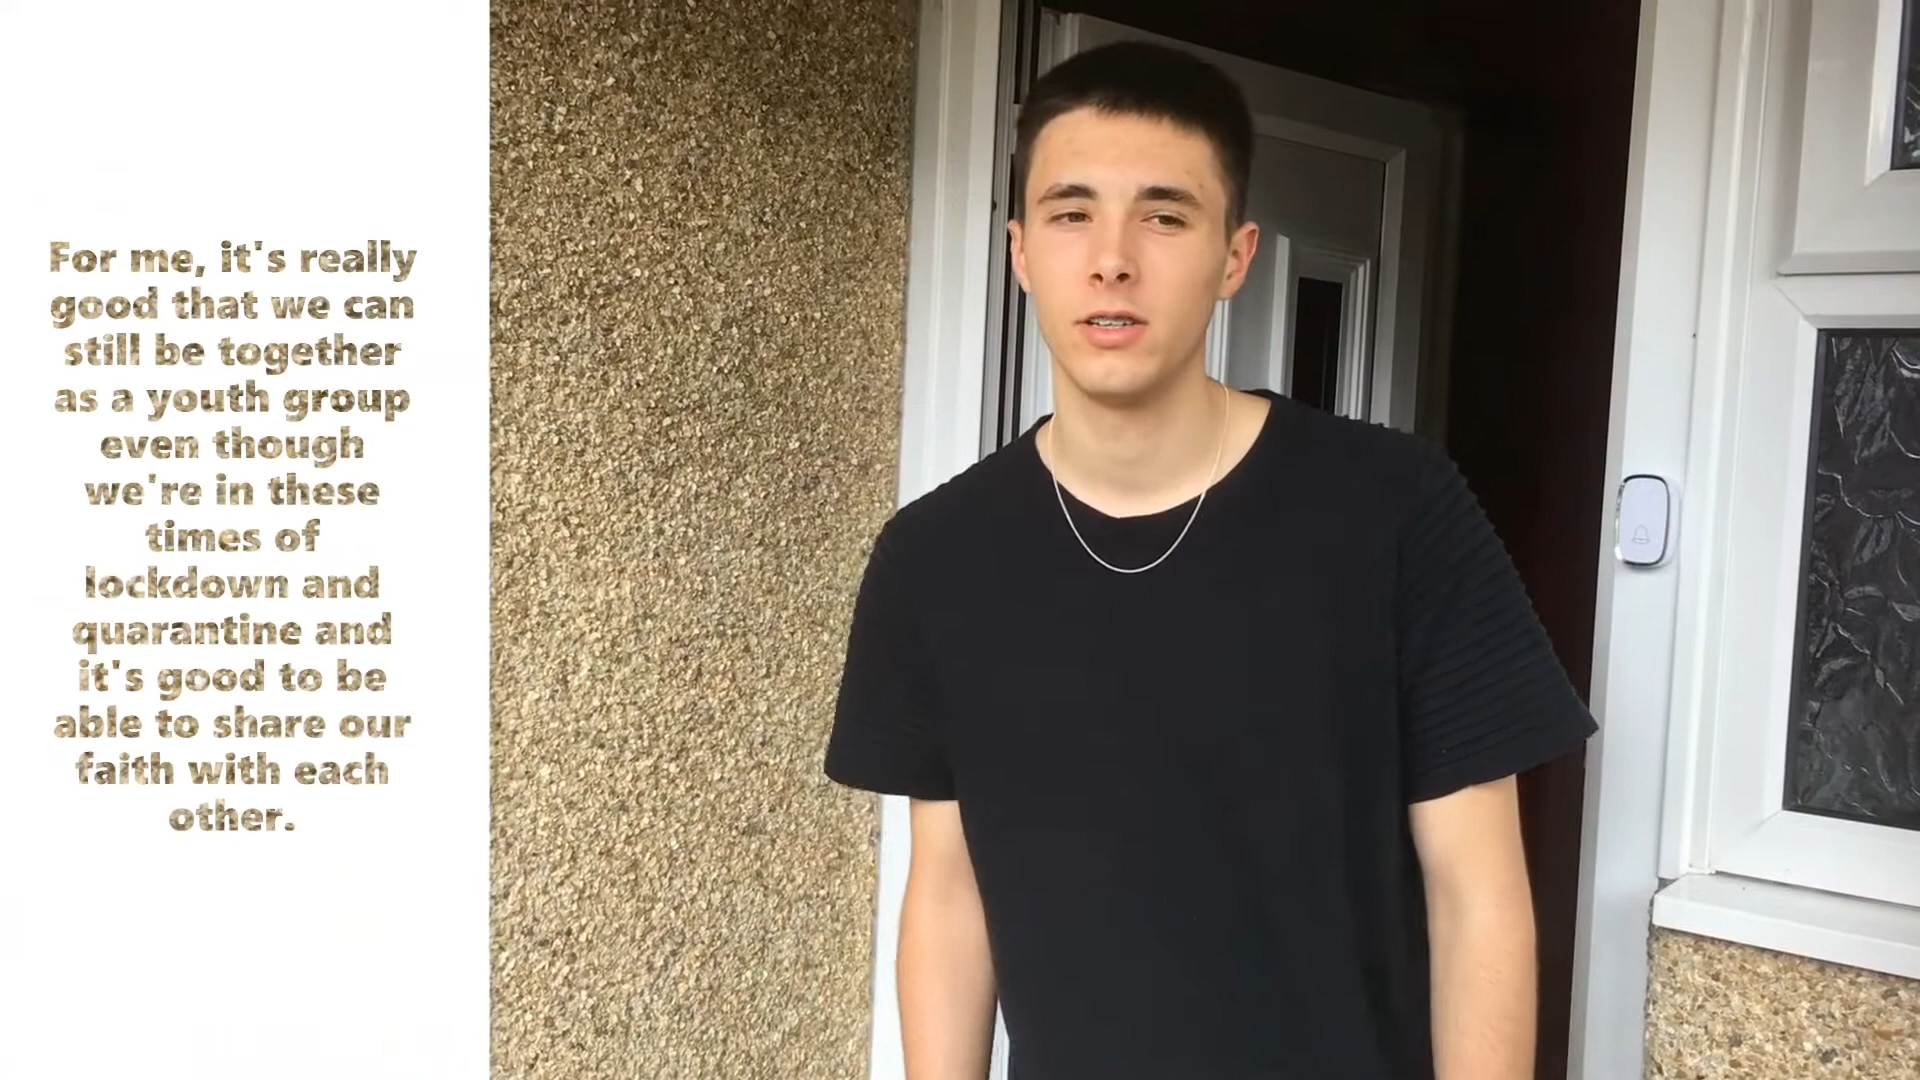 For me, it's really
good that we can
still be together
as a youth group
even though
we're in these
times of
lockdown and
quarantine and
it's good to be
able to share our
faith with each
other.